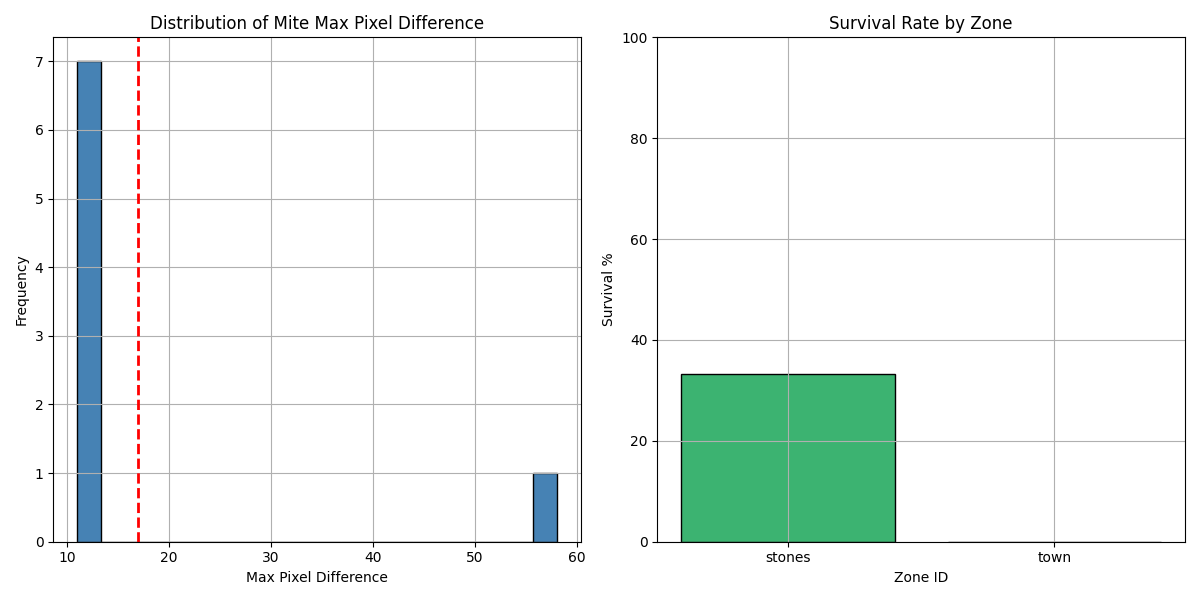 Distribution of Mite Max Pixel Difference
7
6
5
4
3
2
1
0
Frequency
10 20 30 40 50 60
Max Pixel Difference
Survival Rate by Zone
100
80
60
40
20
0
Survival %
stones town
Zone ID